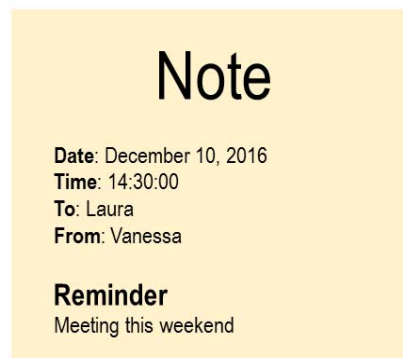 Note
Date: December 10, 2016
Time: 14:30:00
To: Laura
From: Vanessa
Reminder
Meeting this weekend